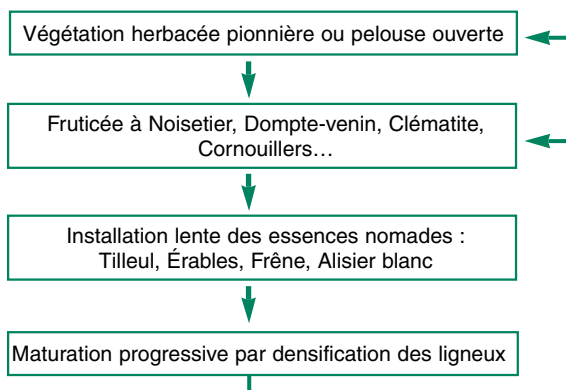 Végétation herbacée pionnière ou pelouse ouverte
Fruticée à Noisetier, Dompte-venin, Clématite,
Cornouillers…
Installation lente des essences nomades :
Tilleul, Érables, Frêne, Alisier blanc
Maturation progressive par densification des ligneux